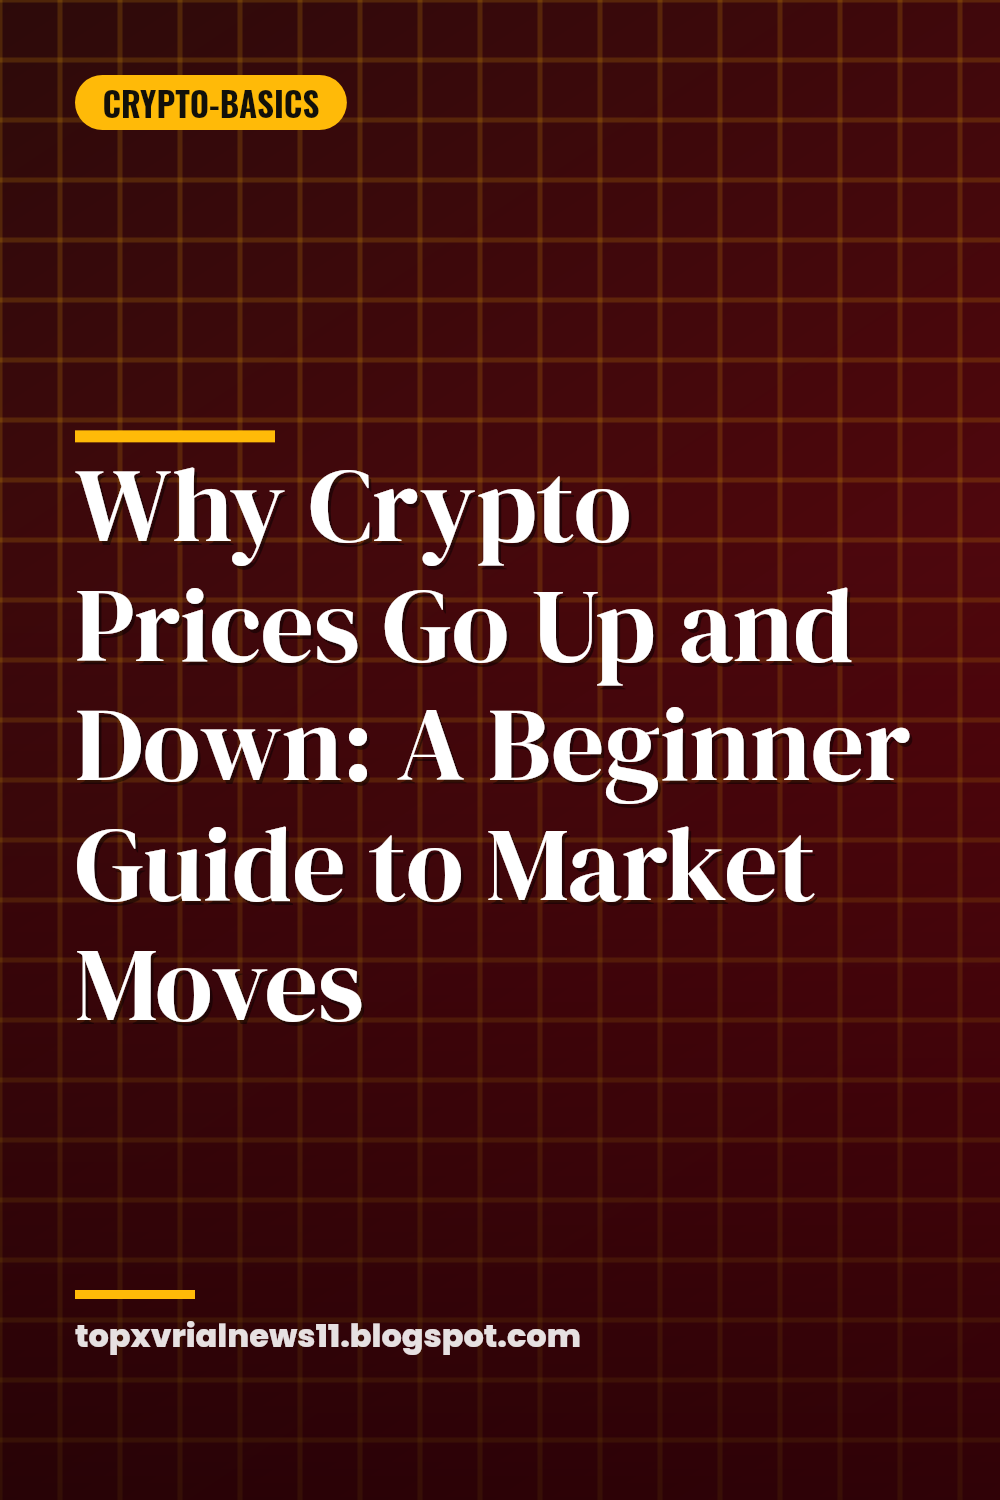 CRYPTO-BASICS
Why Crypto
Prices Go Up and
Down: A Beginner
Guide to Market
Moves
topxvrialnews11.blogspot.com